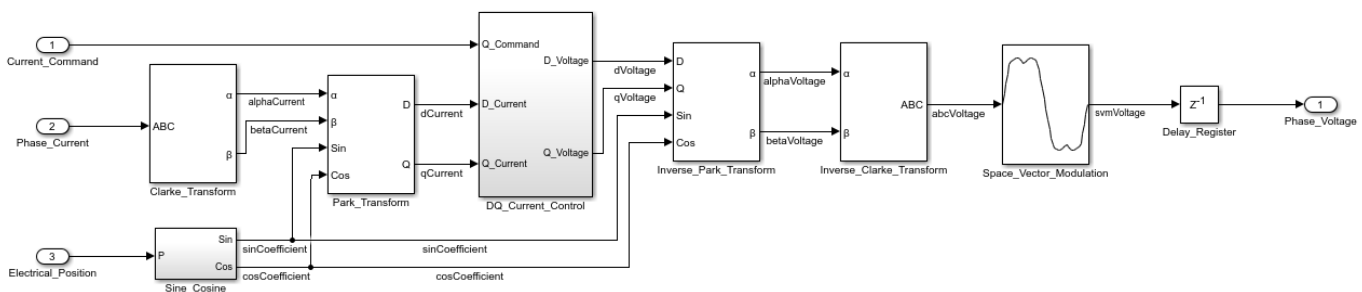 1
Current_Command
2
Phase_Current
ABC
α
β
Clarke_Transform
alphaCurrent
betaCurrent
α
β
Sin
Cos
D
Q
Park_Transform
dCurrent
qCurrent
Q_Command
D_Current
Q_Current
D_Voltage
Q_Voltage
DQ_Current_Control
dVoltage
qVoltage
D
Q
Sin
Cos
α
β
Inverse_Park_Transform
alphaVoltage
betaVoltage
α
β
ABC
Inverse_Clarke_Transform
abcVoltage
Space_Vector_Modulation
svmVoltage
Z-1
Delay_Register
1
Phase_Voltage
3
Electrical_Position
P
Sin
Cos
Sine_Cosine
sinCoefficient
sinCoefficient
cosCoefficient
cosCoefficient